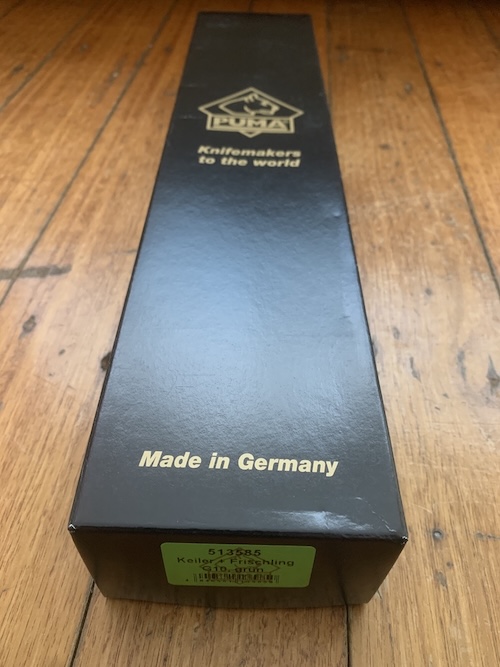 PUMA
Knifemakers
to the world
Made in Germany
513585
Keiler + Frischling
G10, grün